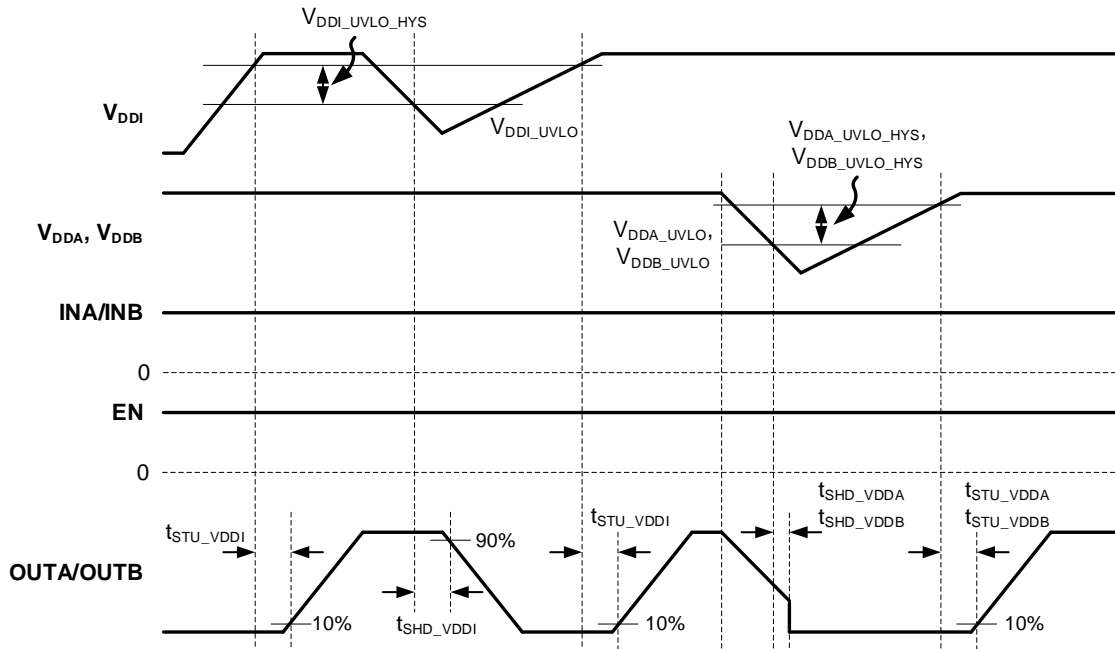 VDDI_UVLO_HYS
VDDI
VDDI_UVLO
VDDA_UVLO_HYS,
VDDB_UVLO_HYS
VDDA, VDDB
VDDA_UVLO,
VDDB_UVLO
INA/INB
0
EN
0
tSTU_VDDI
90%
tSTU_VDDI
tSHD_VDDA
tSHD_VDDB
tSTU_VDDA
tSTU_VDDB
OUTA/OUTB
10%
tSHD_VDDI
10%
10%